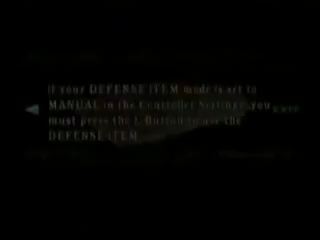 If your DEFENSE ITEM mode is set to
MANUAL in the Controller Settings, you
must press the L Button to use the
DEFENSE ITEM.
EXIT